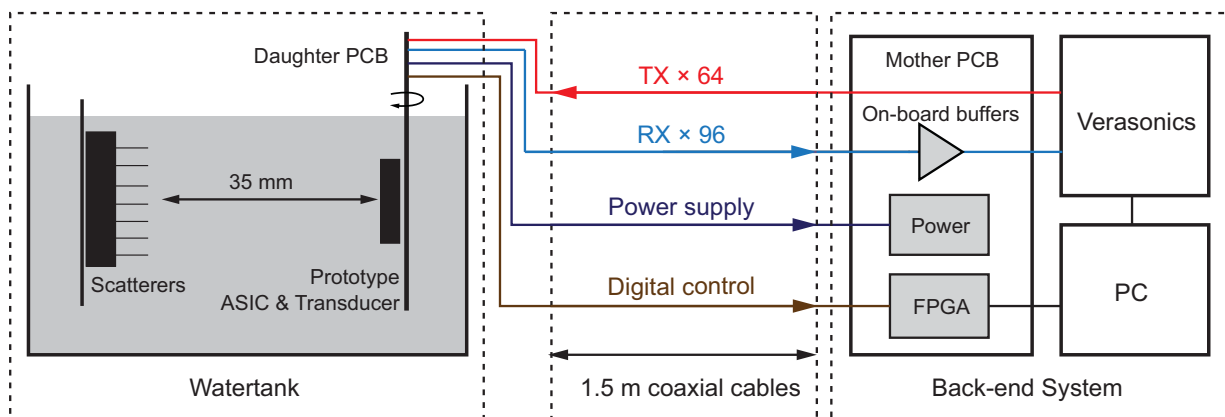 Daughter PCB
35 mm
Scatterers
Prototype
ASIC & Transducer
Watertank
TX × 64
RX × 96
Power supply
Digital control
1.5 m coaxial cables
Mother PCB
On-board buffers
Power
FPGA
Verasonics
PC
Back-end System